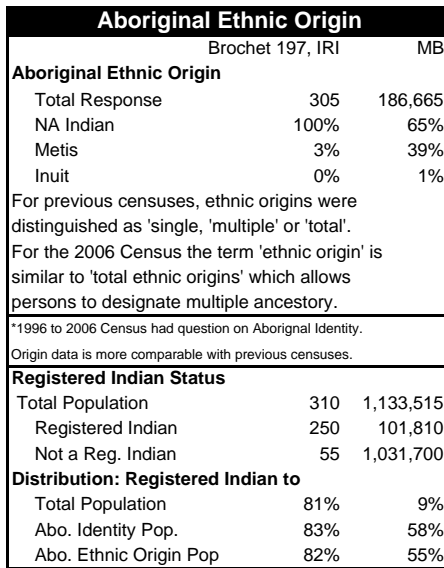 Aboriginal Ethnic Origin
Brochet 197, IRI MB
Aboriginal Ethnic Origin
Total Response 305 186,665
NA Indian 100% 65%
Metis 3% 39%
Inuit 0% 1%
For previous censuses, ethnic origins were
distinguished as 'single, 'multiple' or 'total'.
For the 2006 Census the term 'ethnic origin' is
similar to 'total ethnic origins' which allows
persons to designate multiple ancestory.
*1996 to 2006 Census had question on Aborignal Identity.
Origin data is more comparable with previous censuses.
Registered Indian Status
Total Population 310 1,133,515
Registered Indian 250 101,810
Not a Reg. Indian 55 1,031,700
Distribution: Registered Indian to
Total Population 81% 9%
Abo. Identity Pop. 83% 58%
Abo. Ethnic Origin Pop 82% 55%